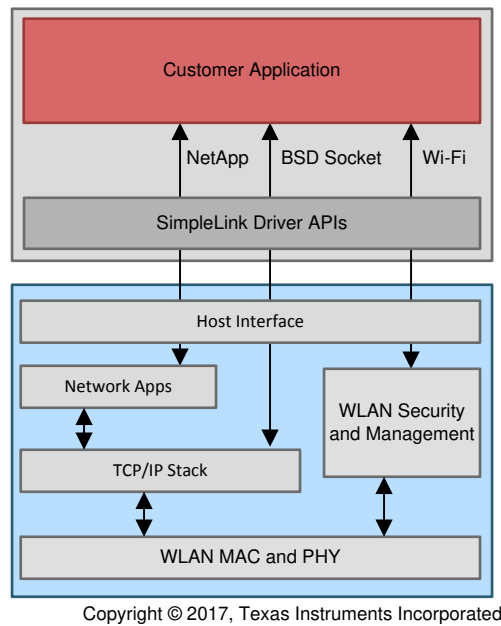 Customer Application
NetApp
BSD Socket
Wi-Fi
SimpleLink Driver APIs
Host Interface
Network Apps
WLAN Security
and Management
TCP/IP Stack
WLAN MAC and PHY
Copyright © 2017, Texas Instruments Incorporated